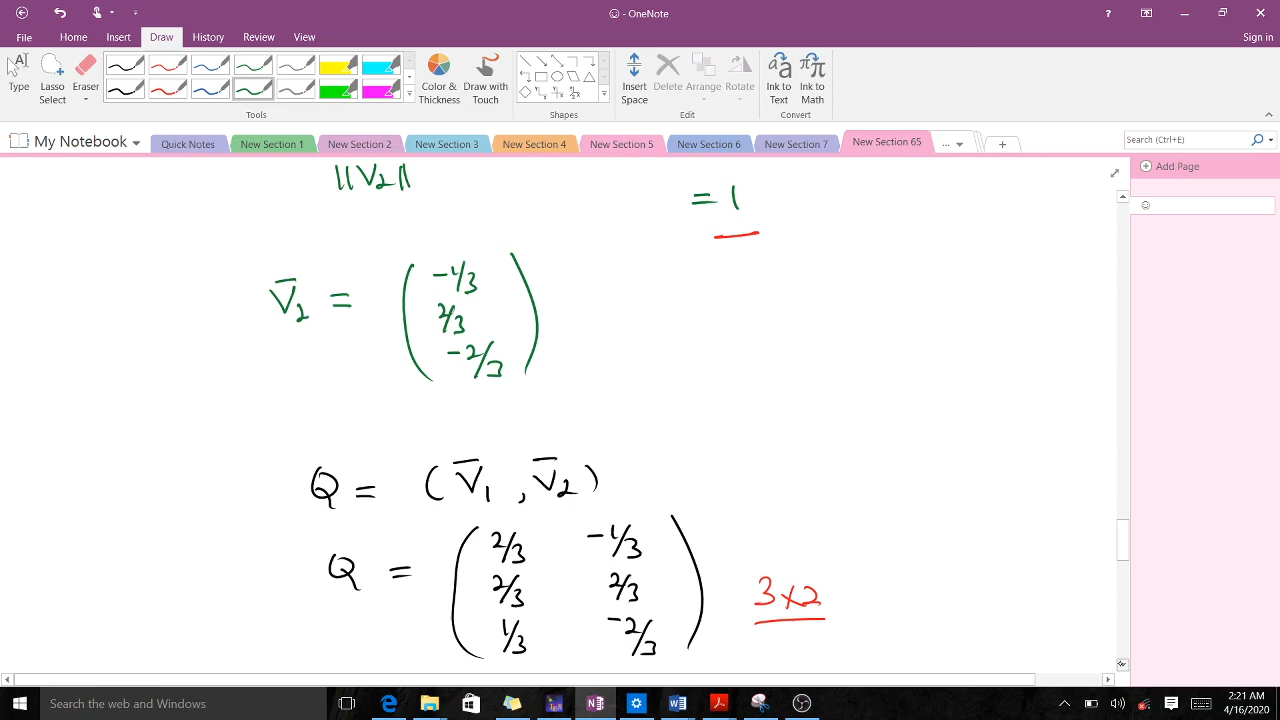 ☺ - OneNote
Sign in
File Home Insert Draw History Review View
Type
Lasso Select
Eraser
Color & Thickness
Draw with Touch
Insert Space
Delete
Arrange
Rotate
Ink to Text
Ink to Math
Tools
Shapes
Edit
Convert
My Notebook
Quick Notes
New Section 1
New Section 2
New Section 3
New Section 4
New Section 5
New Section 6
New Section 7
New Section 65
...
Search (Ctrl+E)
Add Page
☺
||V₂||
= 1
V̅₂ = ( -1/3
2/3
-2/3 )
Q = ( V̅₁ , V̅₂ )
Q = ( 2/3 -1/3
2/3 2/3
1/3 -2/3 )
3×2
Search the Web and Windows
2:21 AM
4/16/2020